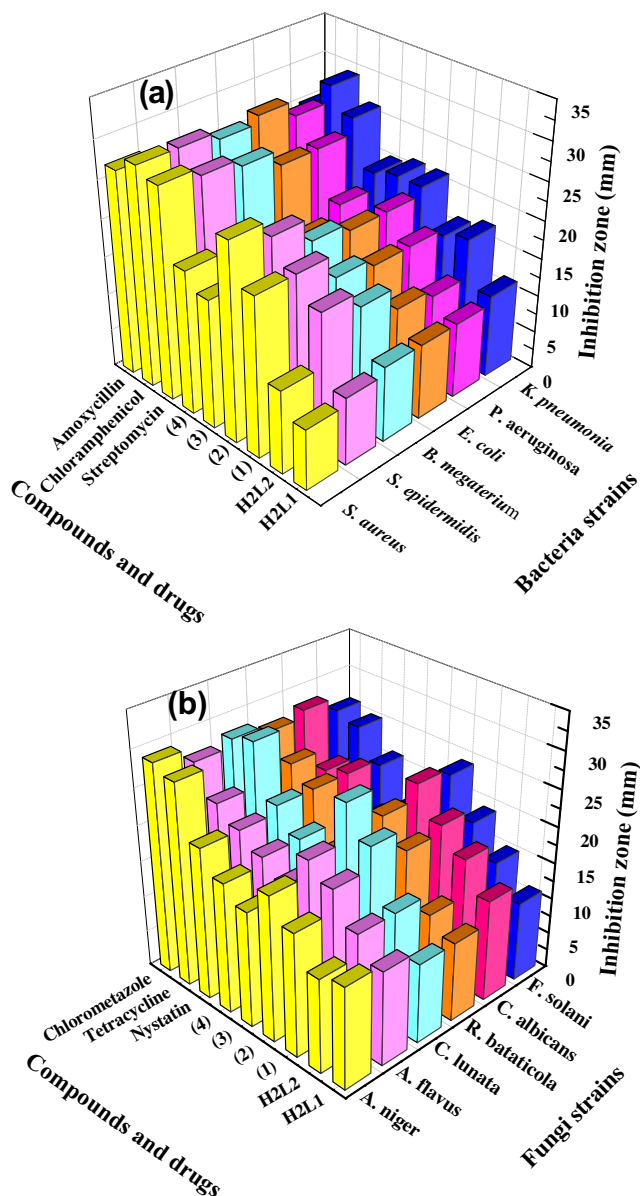 (a)
35
30
25
20
15
10
5
0
Inhibition zone (mm)
Amoxycillin
Chloramphenicol
Streptomycin
(4)
(3)
(2)
(1)
H2L2
H2L1
Compounds and drugs
K. pneumonia
P. aeruginosa
E. coli
B. megaterium
S. epidermidis
S. aureus
Bacteria strains
(b)
35
30
25
20
15
10
5
0
Inhibition zone (mm)
Chlorometazole
Tetracycline
Nystatin
(4)
(3)
(2)
(1)
H2L2
H2L1
Compounds and drugs
F. solani
C. albicans
R. bataticola
C. lunata
A. flavus
A. niger
Fungi strains